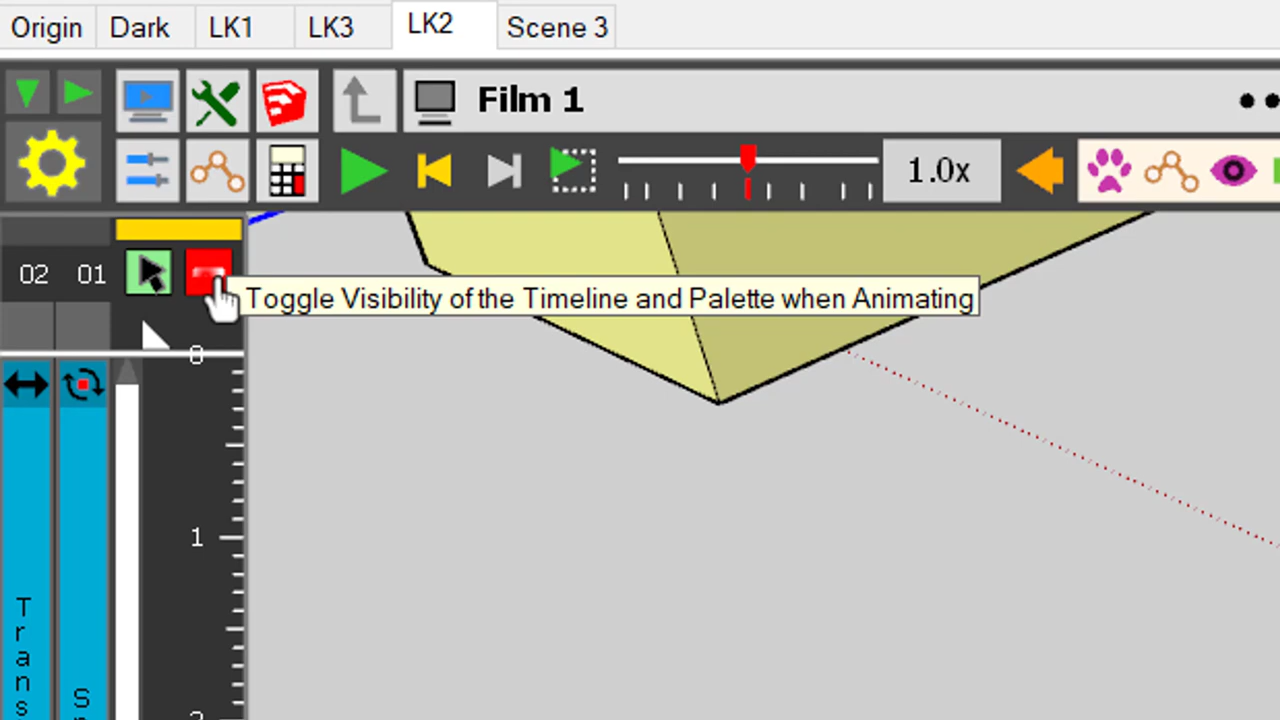 Origin Dark LK1 LK3 LK2 Scene 3
Film 1
1.0x
02 01
Toggle Visibility of the Timeline and Palette when Animating
0
1
Trans
S